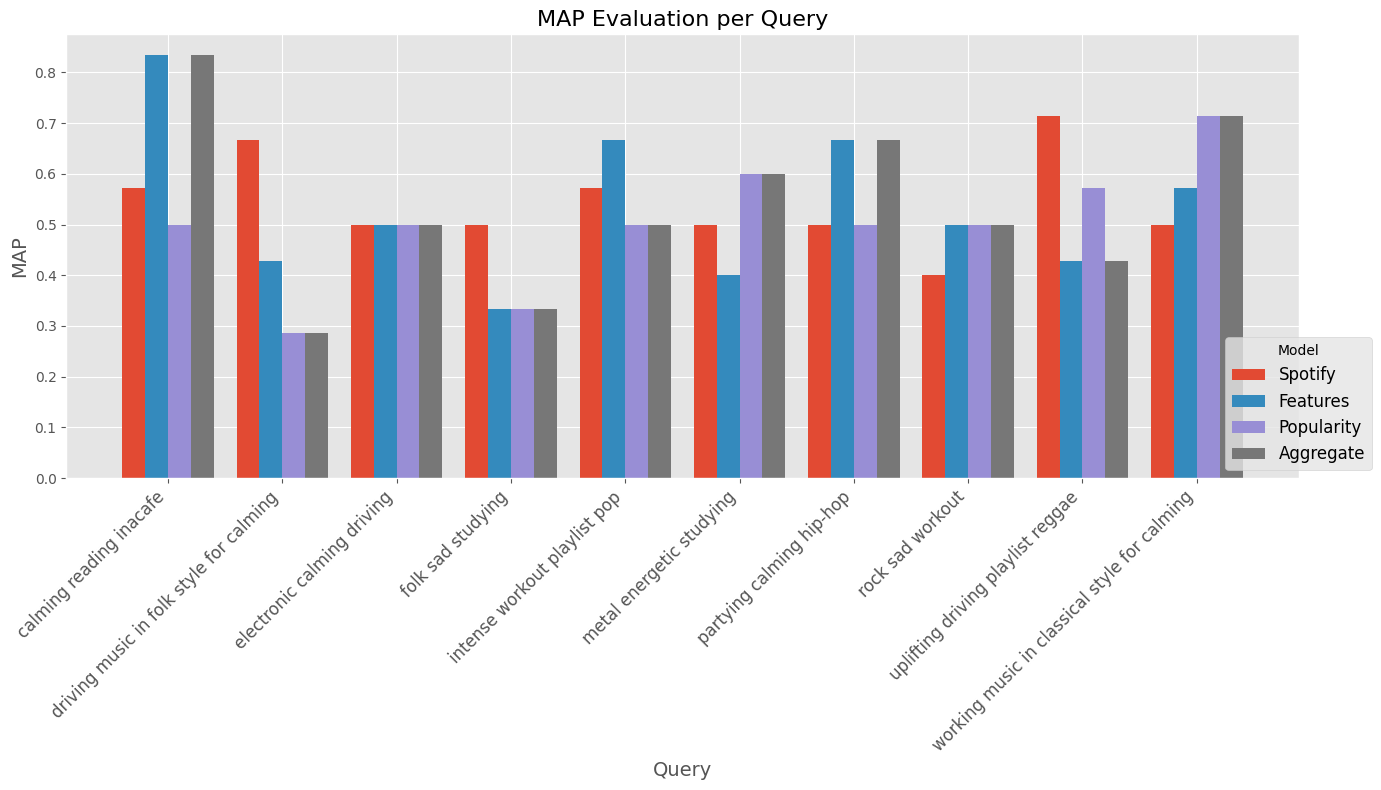 MAP Evaluation per Query
MAP
0.8
0.7
0.6
0.5
0.4
0.3
0.2
0.1
0.0
calming reading inacafe
driving music in folk style for calming
electronic calming driving
folk sad studying
intense workout playlist pop
metal energetic studying
partying calming hip-hop
rock sad workout
uplifting driving playlist reggae
working music in classical style for calming
Query
Model
Spotify
Features
Popularity
Aggregate